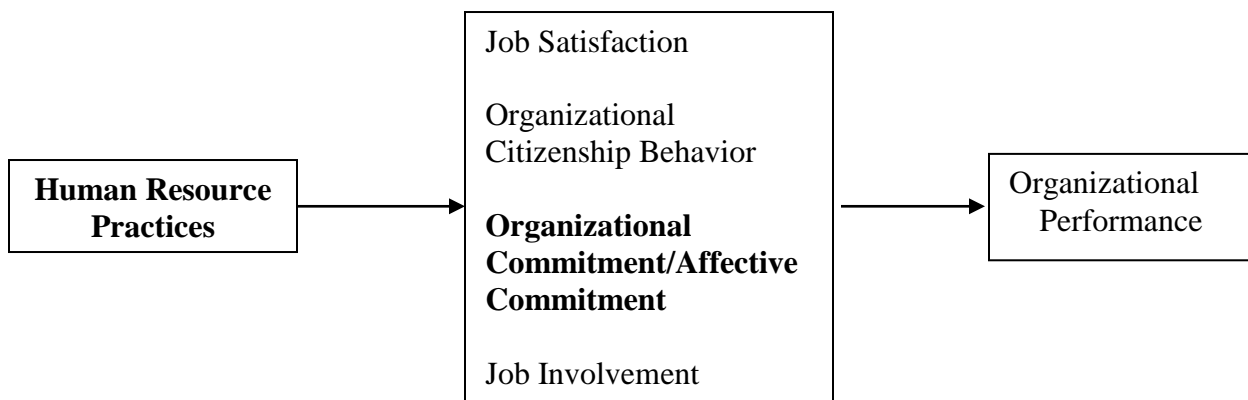 Human Resource
Practices
Job Satisfaction
Organizational
Citizenship Behavior
Organizational
Commitment/Affective
Commitment
Job Involvement
Organizational
Performance